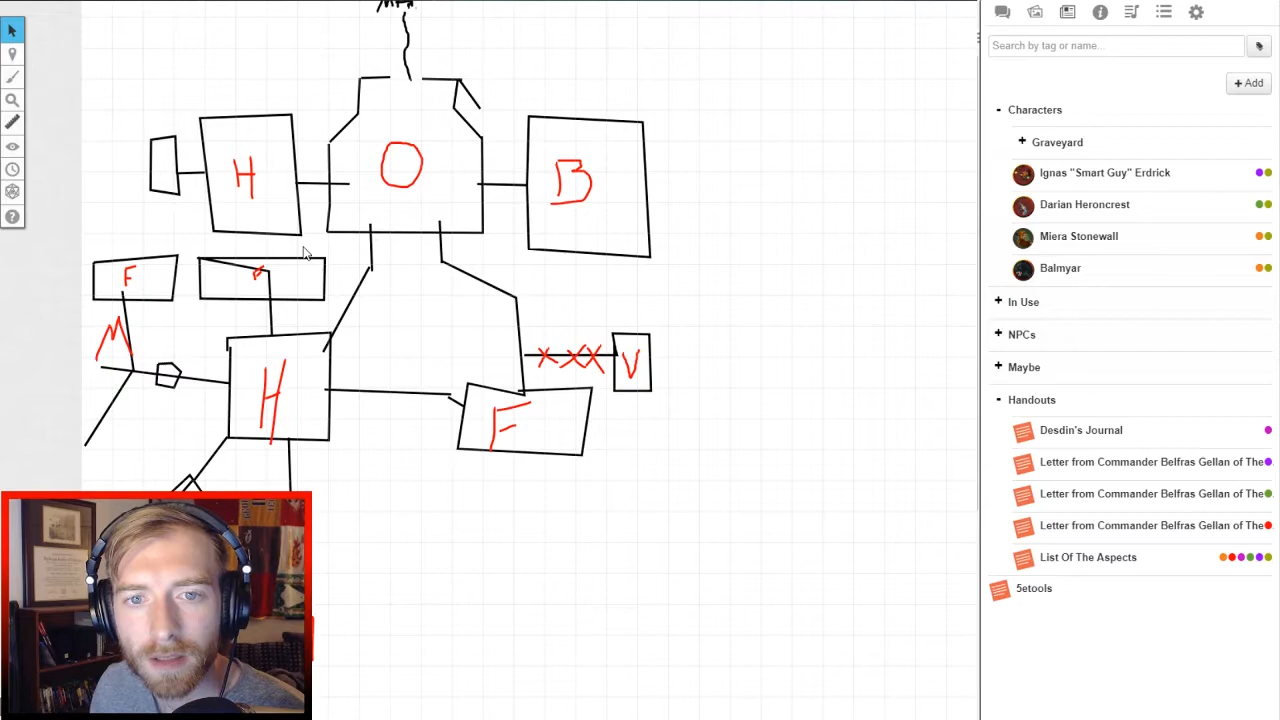 H
O
B
F
M
H
F
V
x xxx
Search by tag or name...
+ Add
- Characters
+ Graveyard
Ignas "Smart Guy" Erdrick
Darian Heroncrest
Miera Stonewall
Balmyar
+ In Use
+ NPCs
+ Maybe
- Handouts
Desdin's Journal
Letter from Commander Belfras Gellan of The
Letter from Commander Belfras Gellan of The
Letter from Commander Belfras Gellan of The
List Of The Aspects
5etools